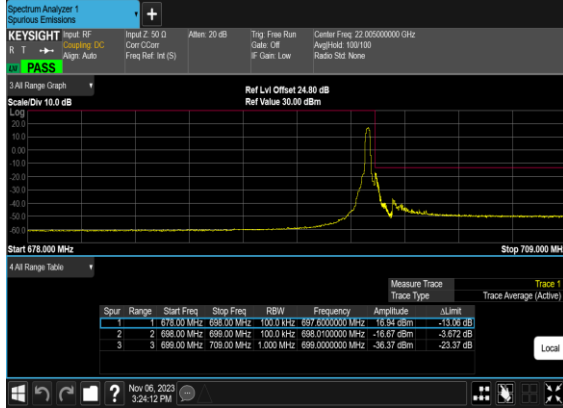 Spectrum Analyzer 1
Spurious Emissions
+
KEYSIGHT Input: RF Input Z: 50 Ω Atten: 20 dB Trig: Free Run Center Freq: 22.005000000 GHz
R T Coupling: DC Corr CCorr Gate: Off Avg|Hold: 100/100
Align: Auto Freq Ref: Int (S) IF Gain: Low Radio Std: None
PASS
3 All Range Graph Ref Lvl Offset 24.80 dB
Scale/Div 10.0 dB Ref Value 30.00 dBm
Log
20.0
10.0
0.00
-10.0
-20.0
-30.0
-40.0
-50.0
-60.0
Start 678.000 MHz Stop 709.000 MH
4 All Range Table
Measure Trace Trace 1
Trace Type Trace Average (Active)
Spur Range Start Freq Stop Freq RBW Frequency Amplitude ΔLimit
1 1 678.00 MHz 698.00 MHz 100.0 kHz 697.6000000 MHz 16.94 dBm -13.06 dB
2 2 698.00 MHz 699.00 MHz 100.0 kHz 698.0100000 MHz -16.67 dBm -3.672 dB
3 3 699.00 MHz 709.00 MHz 1.000 MHz 699.0000000 MHz -36.37 dBm -23.37 dB
Local
? Nov 06, 2023
3:24:12 PM